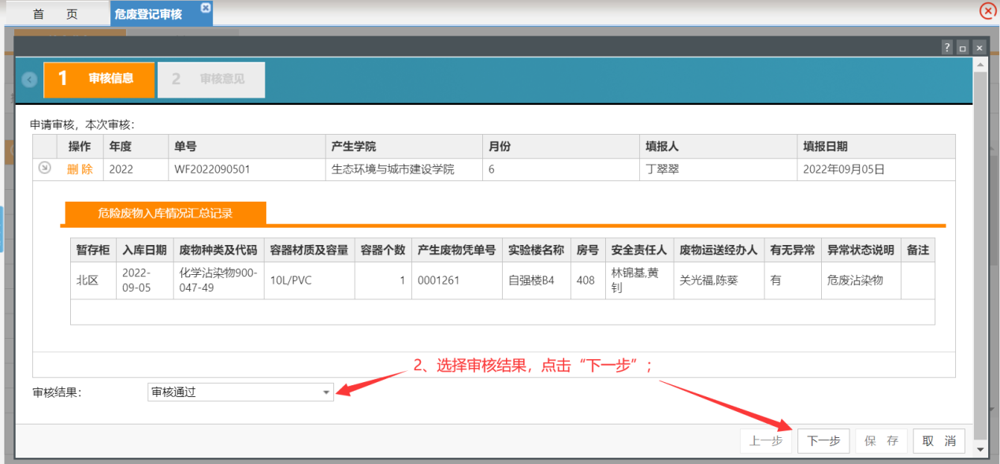 首 页 危废登记审核
?
1 审核信息 2 审核意见
申请审核，本次审核：
操作 年度 单号 产生学院 月份 填报人 填报日期
删 除 2022 WF2022090501 生态环境与城市建设学院 6 丁翠翠 2022年09月05日
危险废物入库情况汇总记录
暂存柜 入库日期 废物种类及代码 容器材质及容量 容器个数 产生废物凭单号 实验楼名称 房号 安全责任人 废物运送经办人 有无异常 异常状态说明 备注
北区 2022-09-05 化学沾染物900-047-49 10L/PVC 1 0001261 自强楼B4 408 林锦基,黄钊 关光福,陈葵 有 危废沾染物
2、选择审核结果，点击“下一步”；
审核结果： 审核通过
上一步 下一步 保 存 取 消